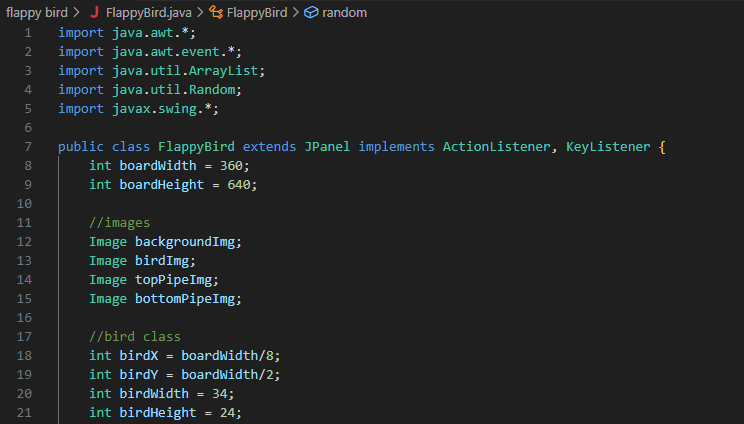 flappy bird > FlappyBird.java > FlappyBird > random
1 import java.awt.*;
2 import java.awt.event.*;
3 import java.util.ArrayList;
4 import java.util.Random;
5 import javax.swing.*;
6
7 public class FlappyBird extends JPanel implements ActionListener, KeyListener {
8 int boardWidth = 360;
9 int boardHeight = 640;
10
11 //images
12 Image backgroundImg;
13 Image birdImg;
14 Image topPipeImg;
15 Image bottomPipeImg;
16
17 //bird class
18 int birdX = boardWidth/8;
19 int birdY = boardWidth/2;
20 int birdWidth = 34;
21 int birdHeight = 24;